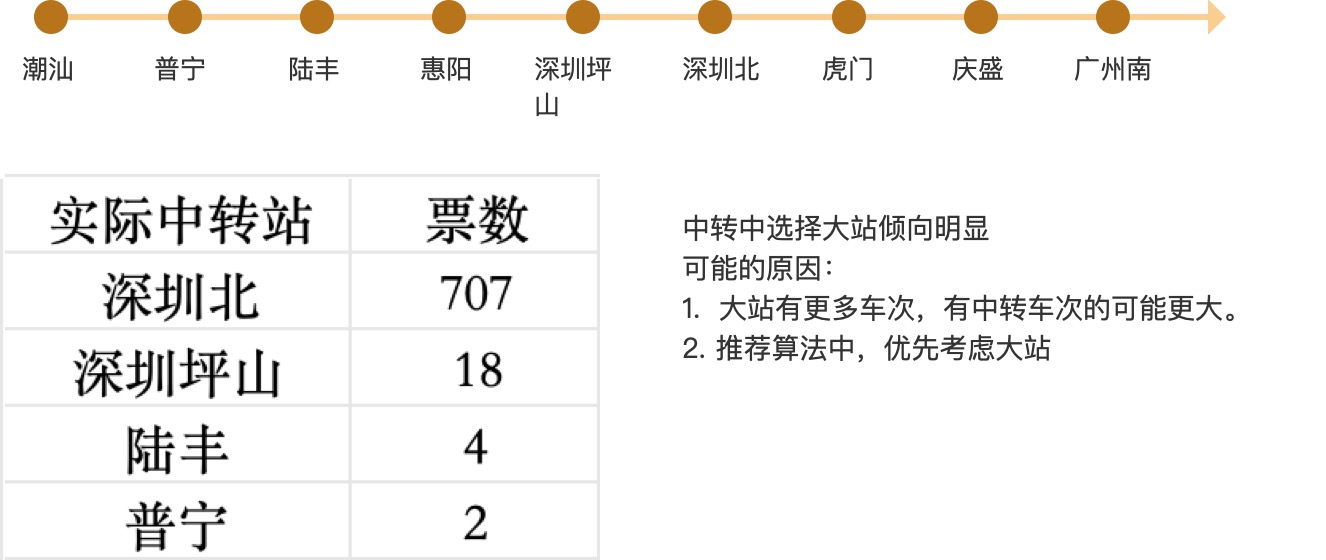 潮汕 普宁 陆丰 惠阳 深圳坪山 深圳北 虎门 庆盛 广州南
实际中转站 票数
深圳北 707
深圳坪山 18
陆丰 4
普宁 2
中转中选择大站倾向明显
可能的原因：
1. 大站有更多车次，有中转车次的可能更大。
2. 推荐算法中，优先考虑大站